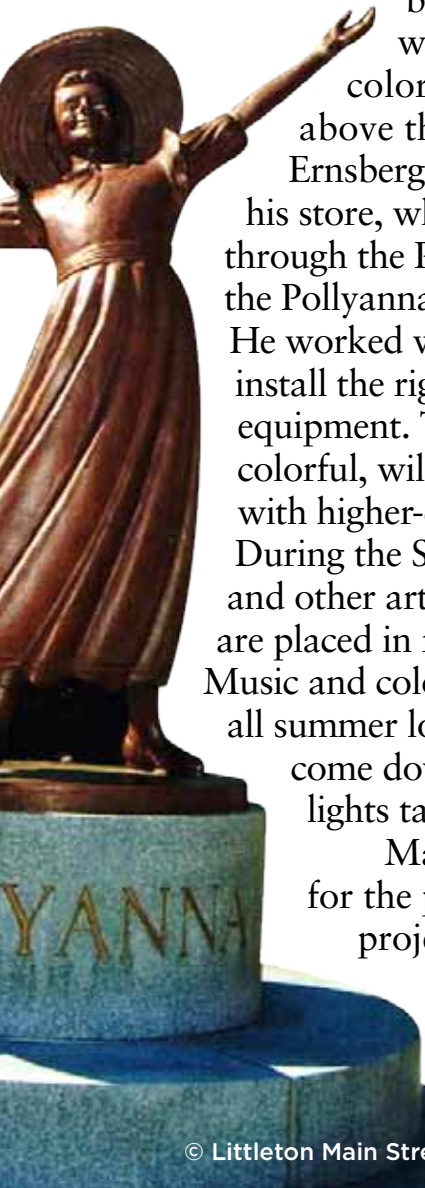 b
w
color
above th
Ernsberg
his store, wh
through the
the Pollyanna
He worked w
install the rig
equipment. T
colorful, wil
with higher-
During the S
and other art
are placed in
Music and colo
all summer lo
come do
lights ta
Ma
for the p
proje
YANNA
© Littleton Main Stre